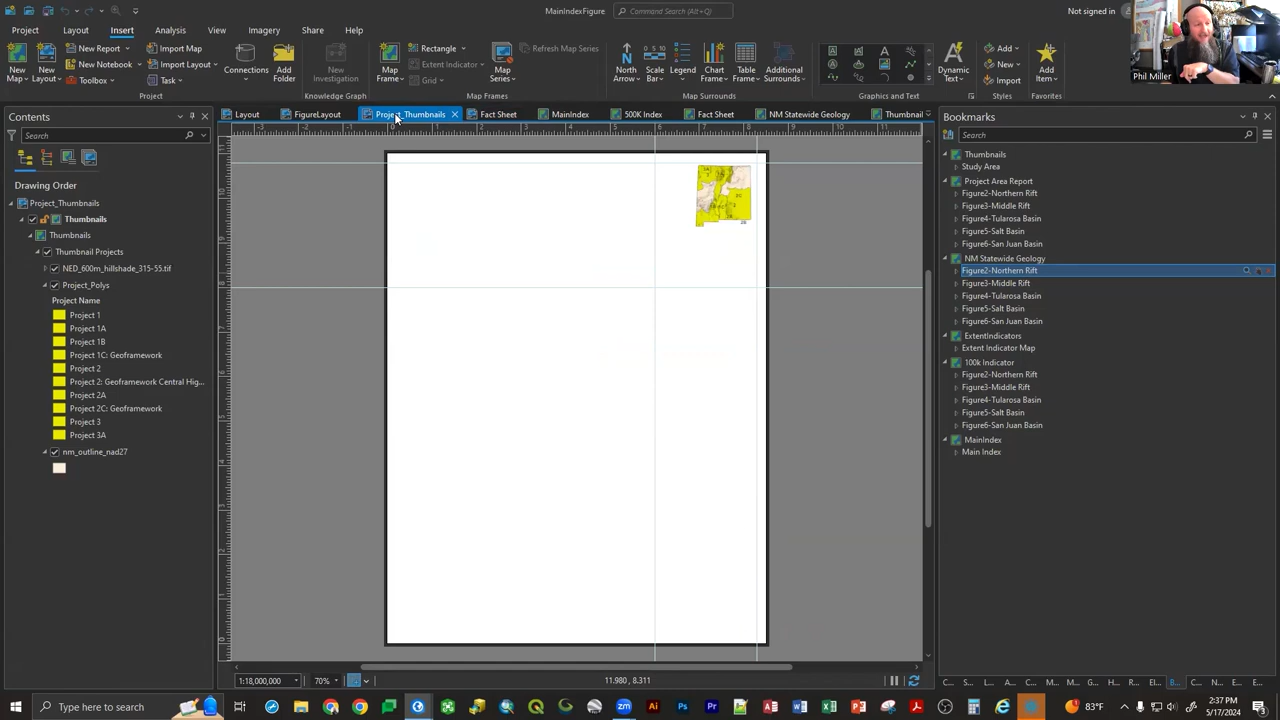 MainIndexFigure
Command Search (Alt+Q)
Not signed in
Project Layout Insert Analysis View Imagery Share Help
New Map
New Layout
New Report
New Notebook
Toolbox
Import Map
Import Layout
Task
Connections
Add Folder
New Investigation
Map Frame
Rectangle
Extent Indicator
Grid
Map Series
Refresh Map Series
North Arrow
Scale Bar
Legend
Chart Frame
Table Frame
Additional Surrounds
Dynamic Text
Add
New
Import
Add Item
Phil Miller
Project
Knowledge Graph
Map Frames
Map Surrounds
Graphics and Text
Styles
Favorites
Layout FigureLayout Project_Thumbnails Fact Sheet MainIndex 500K Index Fact Sheet NM Statewide Geology Thumbnail
Contents
Search
Drawing Order
Project_Thumbnails
Thumbnails
Thumbnails
Thumbnail Projects
NED_600m_hillshade_315-55.tif
Project_Polys
Project Name
Project 1
Project 1A
Project 1B
Project 1C: Geoframework
Project 2
Project 2: Geoframework Central Hig...
Project 2A
Project 2C: Geoframework
Project 3
Project 3A
nm_outline_nad27
Bookmarks
Search
Thumbnails
Study Area
Project Area Report
Figure2-Northern Rift
Figure3-Middle Rift
Figure4-Tularosa Basin
Figure5-Salt Basin
Figure6-San Juan Basin
NM Statewide Geology
Figure2-Northern Rift
Figure3-Middle Rift
Figure4-Tularosa Basin
Figure5-Salt Basin
Figure6-San Juan Basin
ExtentIndicators
Extent Indicator Map
100k Indicator
Figure2-Northern Rift
Figure3-Middle Rift
Figure4-Tularosa Basin
Figure5-Salt Basin
Figure6-San Juan Basin
MainIndex
Main Index
1:18,000,000
70%
11.980, 8.311
C... S... L... A... C... M... G... H... R... E... B... C... N... E... E...
Type here to search
83°F
2:37 PM
5/17/2024